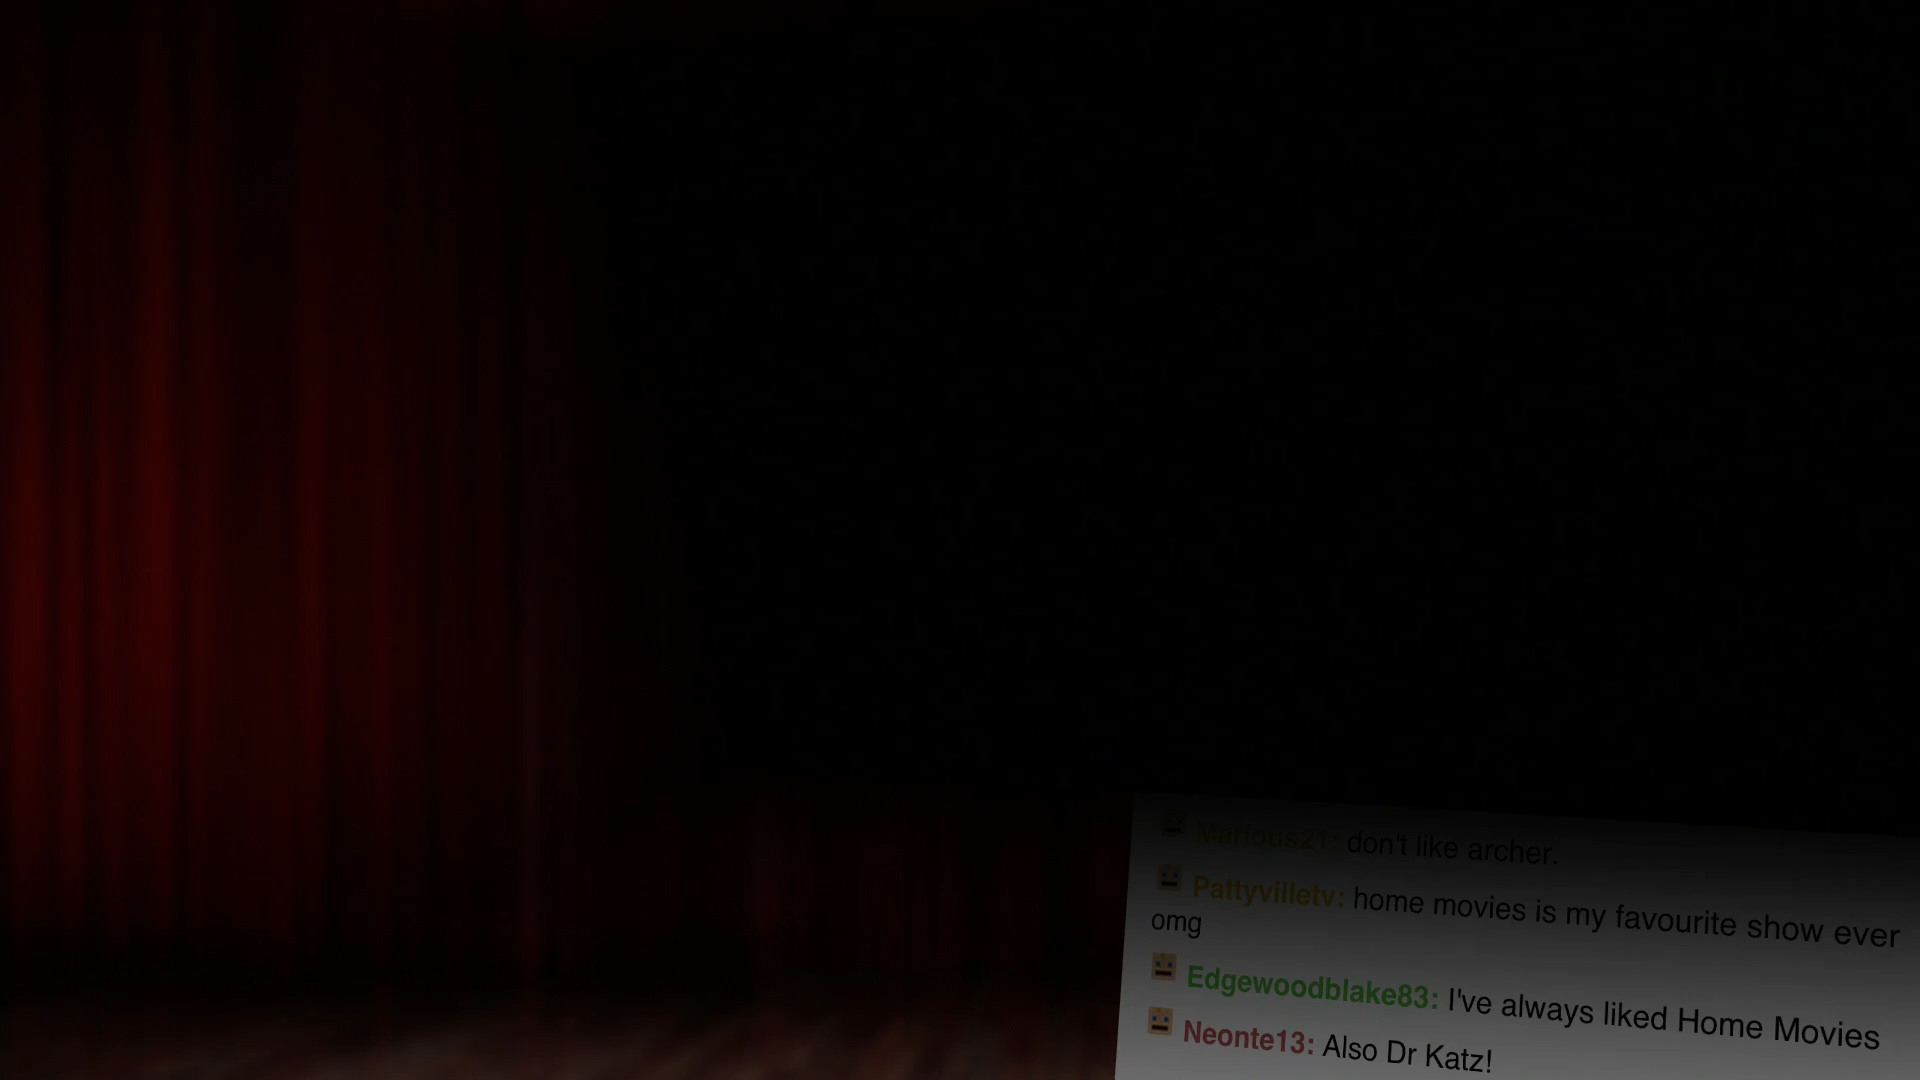 Marious21: don't like archer.
Pattyvilletv: home movies is my favourite show ever
omg
Edgewoodblake83: I've always liked Home Movies
Neonte13: Also Dr Katz!